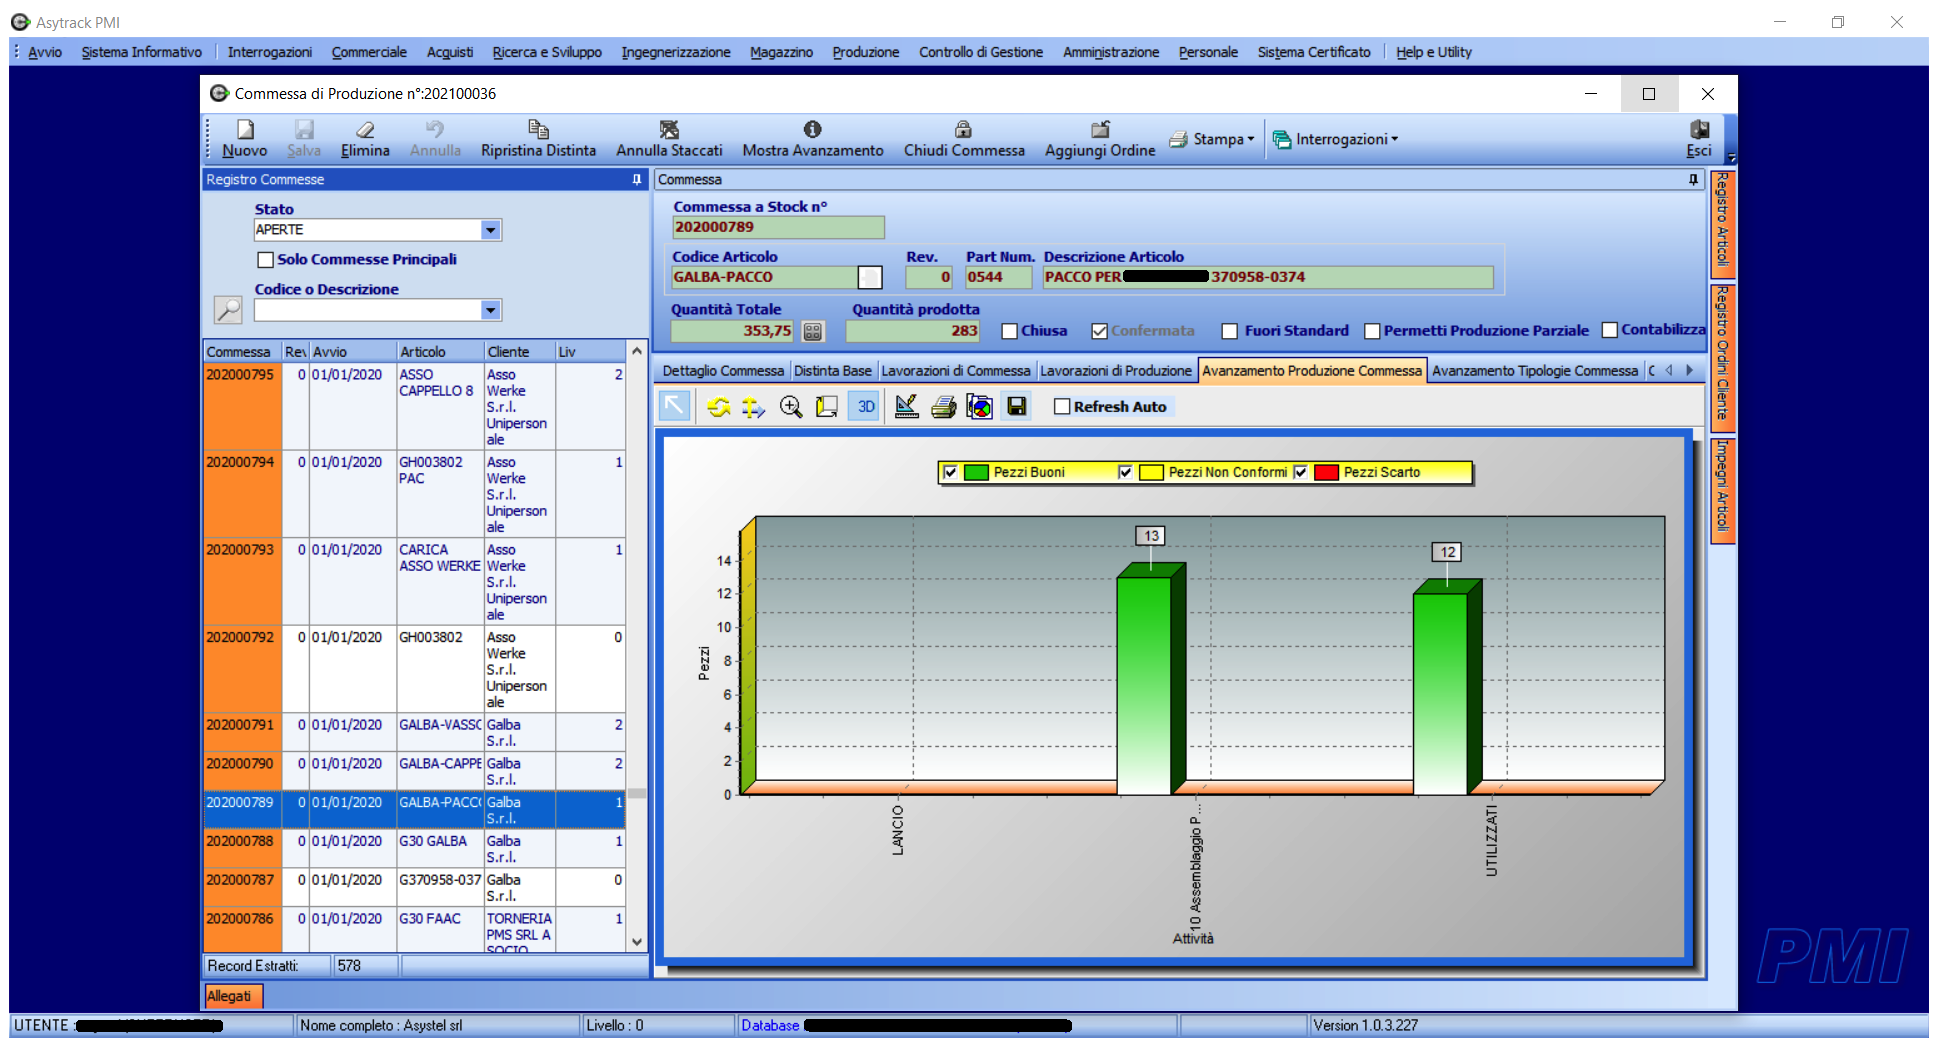 Asytrack PMI
Avvio Sistema Informativo Interrogazioni Commerciale Acquisti Ricerca e Sviluppo Ingegnerizzazione Magazzino Produzione Controllo di Gestione Amministrazione Personale Sistema Certificato Help e Utility
Commessa di Produzione n°:202100036
Nuovo Salva Elimina Annulla Ripristina Distinta Annulla Staccati Mostra Avanzamento Chiudi Commessa Aggiungi Ordine Stampa Interrogazioni Esci
Registro Commesse
Stato
APERTE
Solo Commesse Principali
Codice o Descrizione
Commessa Rev Avvio Articolo Cliente Liv
202000795 0 01/01/2020 ASSO Asso 2
CAPPELLO 8 Werke
S.r.l.
Uniperson
ale
202000794 0 01/01/2020 GH003802 Asso 1
PAC Werke
S.r.l.
Uniperson
ale
202000793 0 01/01/2020 CARICA Asso 1
ASSO WERKE Werke
S.r.l.
Uniperson
ale
202000792 0 01/01/2020 GH003802 Asso 0
Werke
S.r.l.
Uniperson
ale
202000791 0 01/01/2020 GALBA-VASSO Galba 2
S.r.l.
202000790 0 01/01/2020 GALBA-CAPPE Galba 2
S.r.l.
202000789 0 01/01/2020 GALBA-PACCO Galba 1
S.r.l.
202000788 0 01/01/2020 G30 GALBA Galba 1
S.r.l.
202000787 0 01/01/2020 G370958-037 Galba 0
S.r.l.
202000786 0 01/01/2020 G30 FAAC TORNERIA 1
PMS SRL A
SOCIO
Record Estratti: 578
Allegati
Commessa
Commessa a Stock n°
202000789
Codice Articolo Rev. Part Num. Descrizione Articolo
GALBA-PACCO 0 0544 PACCO PER 370958-0374
Quantità Totale Quantità prodotta
353,75 283 Chiusa Confermata Fuori Standard Permetti Produzione Parziale Contabilizza
Dettaglio Commessa Distinta Base Lavorazioni di Commessa Lavorazioni di Produzione Avanzamento Produzione Commessa Avanzamento Tipologie Commessa C
3D Refresh Auto
Pezzi Buoni Pezzi Non Conformi Pezzi Scarto
13
12
14
12
10
8
6
4
2
0
Pezzi
LANCIO
10 Assemblaggio P...
UTILIZZATI
Attività
Registro Articoli
Registro Ordini Cliente
Impegni Articoli
PMI
UTENTE : Nome completo : Asystel srl Livello : 0 Database Version 1.0.3.227